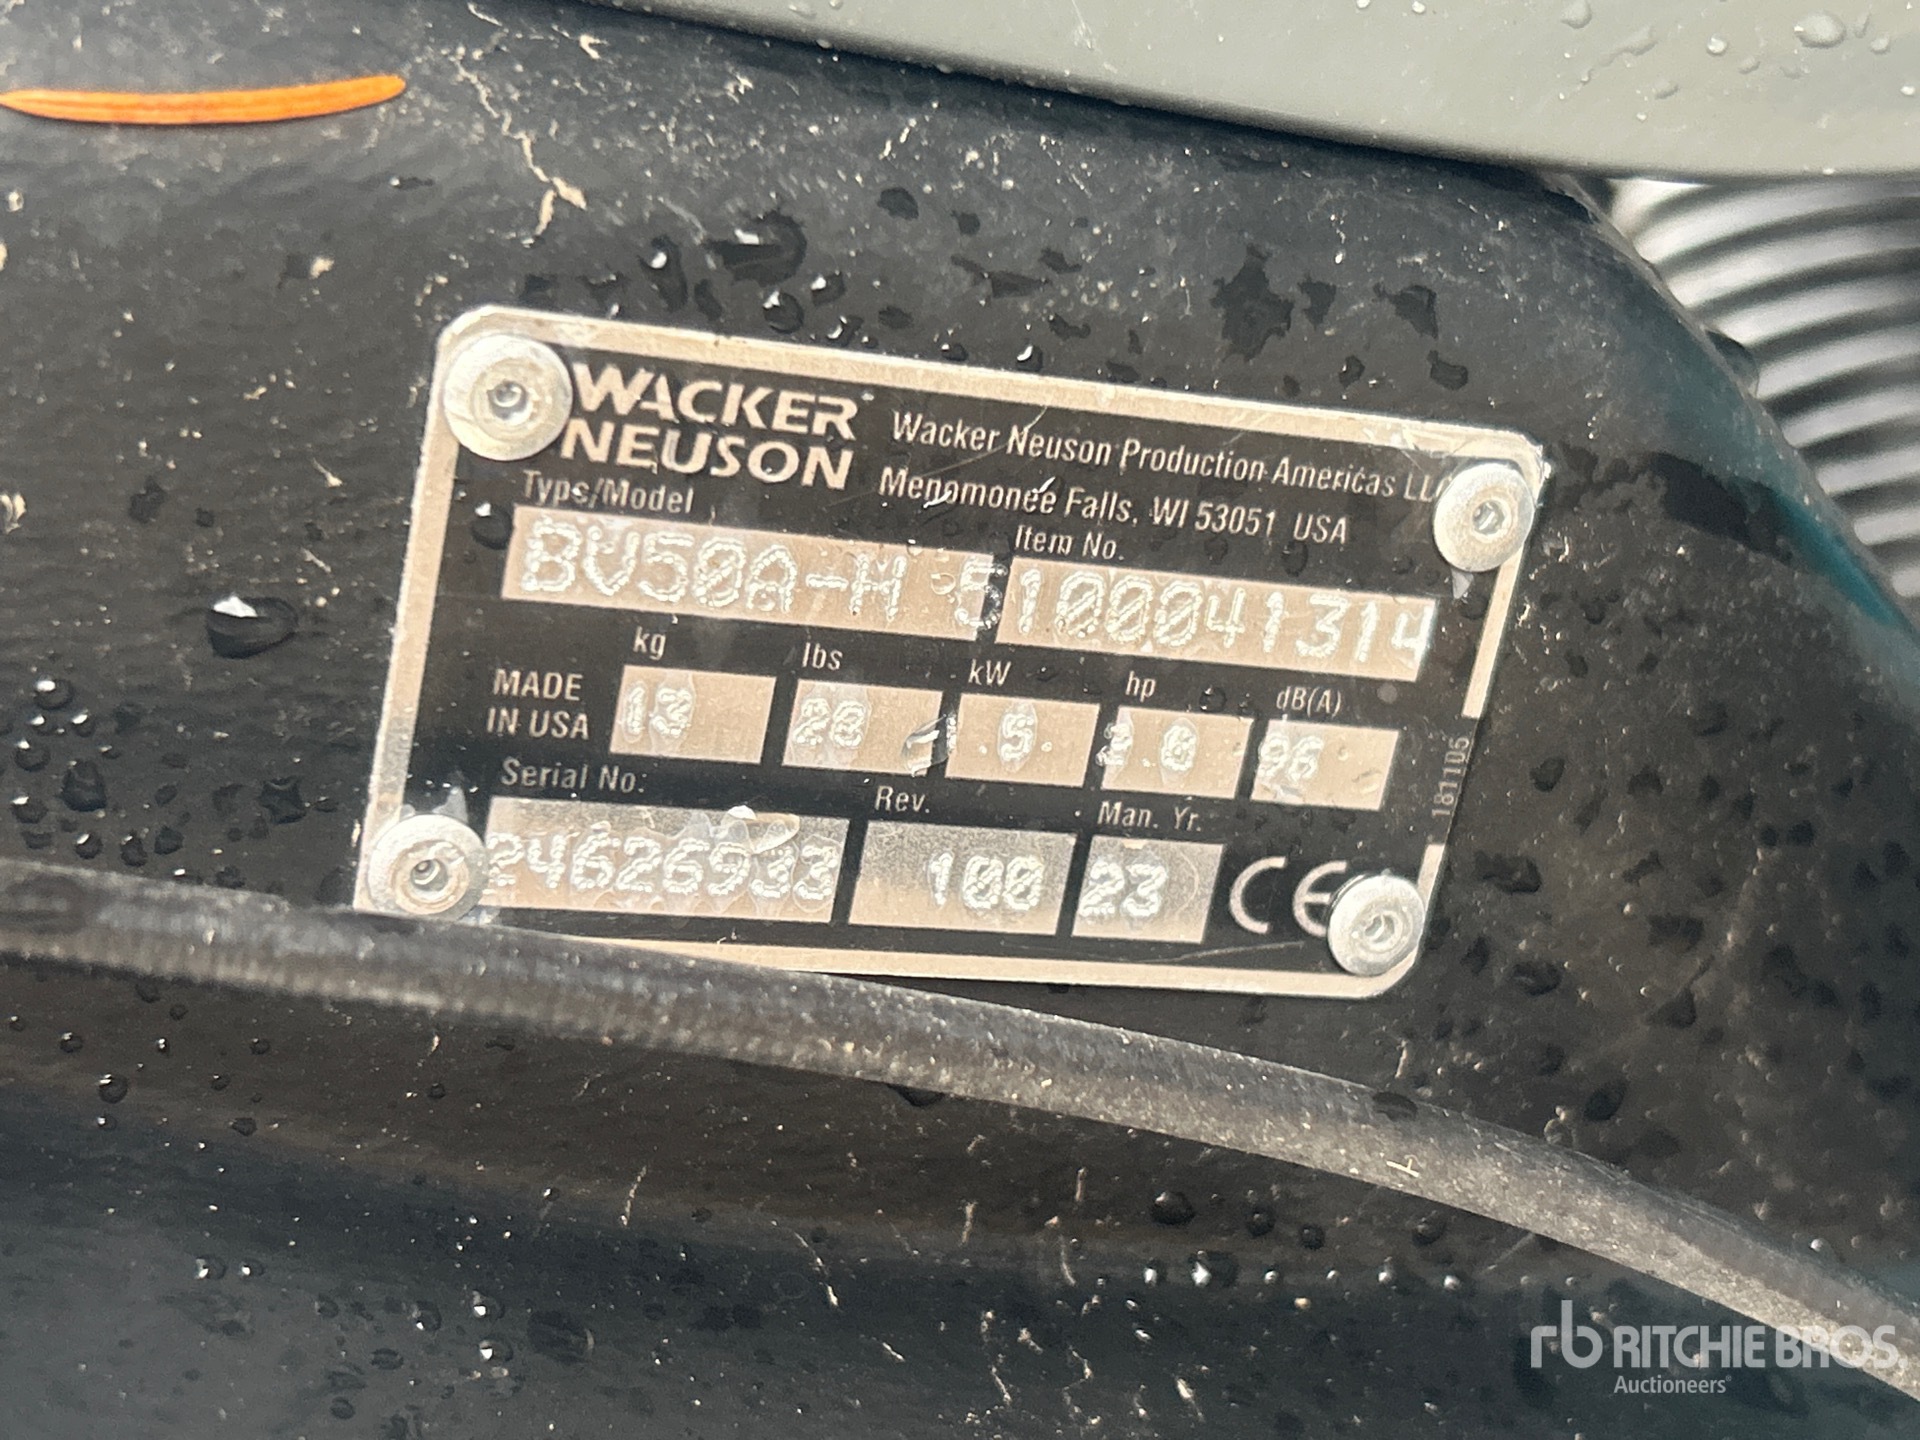 WACKER
NEUSON
Wacker Neuson Production Americas LLC
Menomonee Falls, WI 53051 USA
Type/Model
Item No.
BV50A-H
5100041314
kg
lbs
kW
hp
dB(A)
MADE
IN USA
12
28
1.5
2.0
96
Serial No.
Rev.
Man. Yr.
24626933
100
23
CE
181105
rb RITCHIE BROS.
Auctioneers